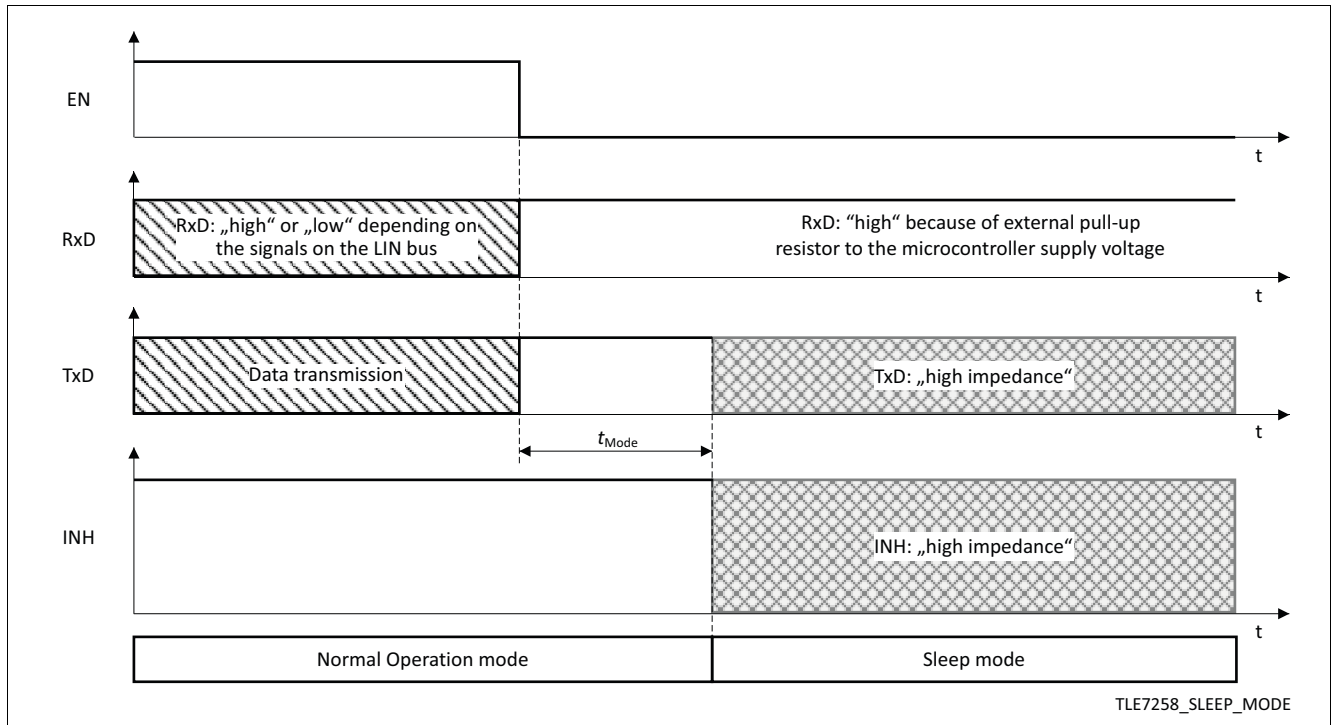 EN
t
RxD
RxD: „high“ or „low“ depending on
the signals on the LIN bus
RxD: “high” because of external pull-up
resistor to the microcontroller supply voltage
t
TxD
Data transmission
TxD: „high impedance“
t
tMode
INH
INH: „high impedance“
t
Normal Operation mode
Sleep mode
TLE7258_SLEEP_MODE